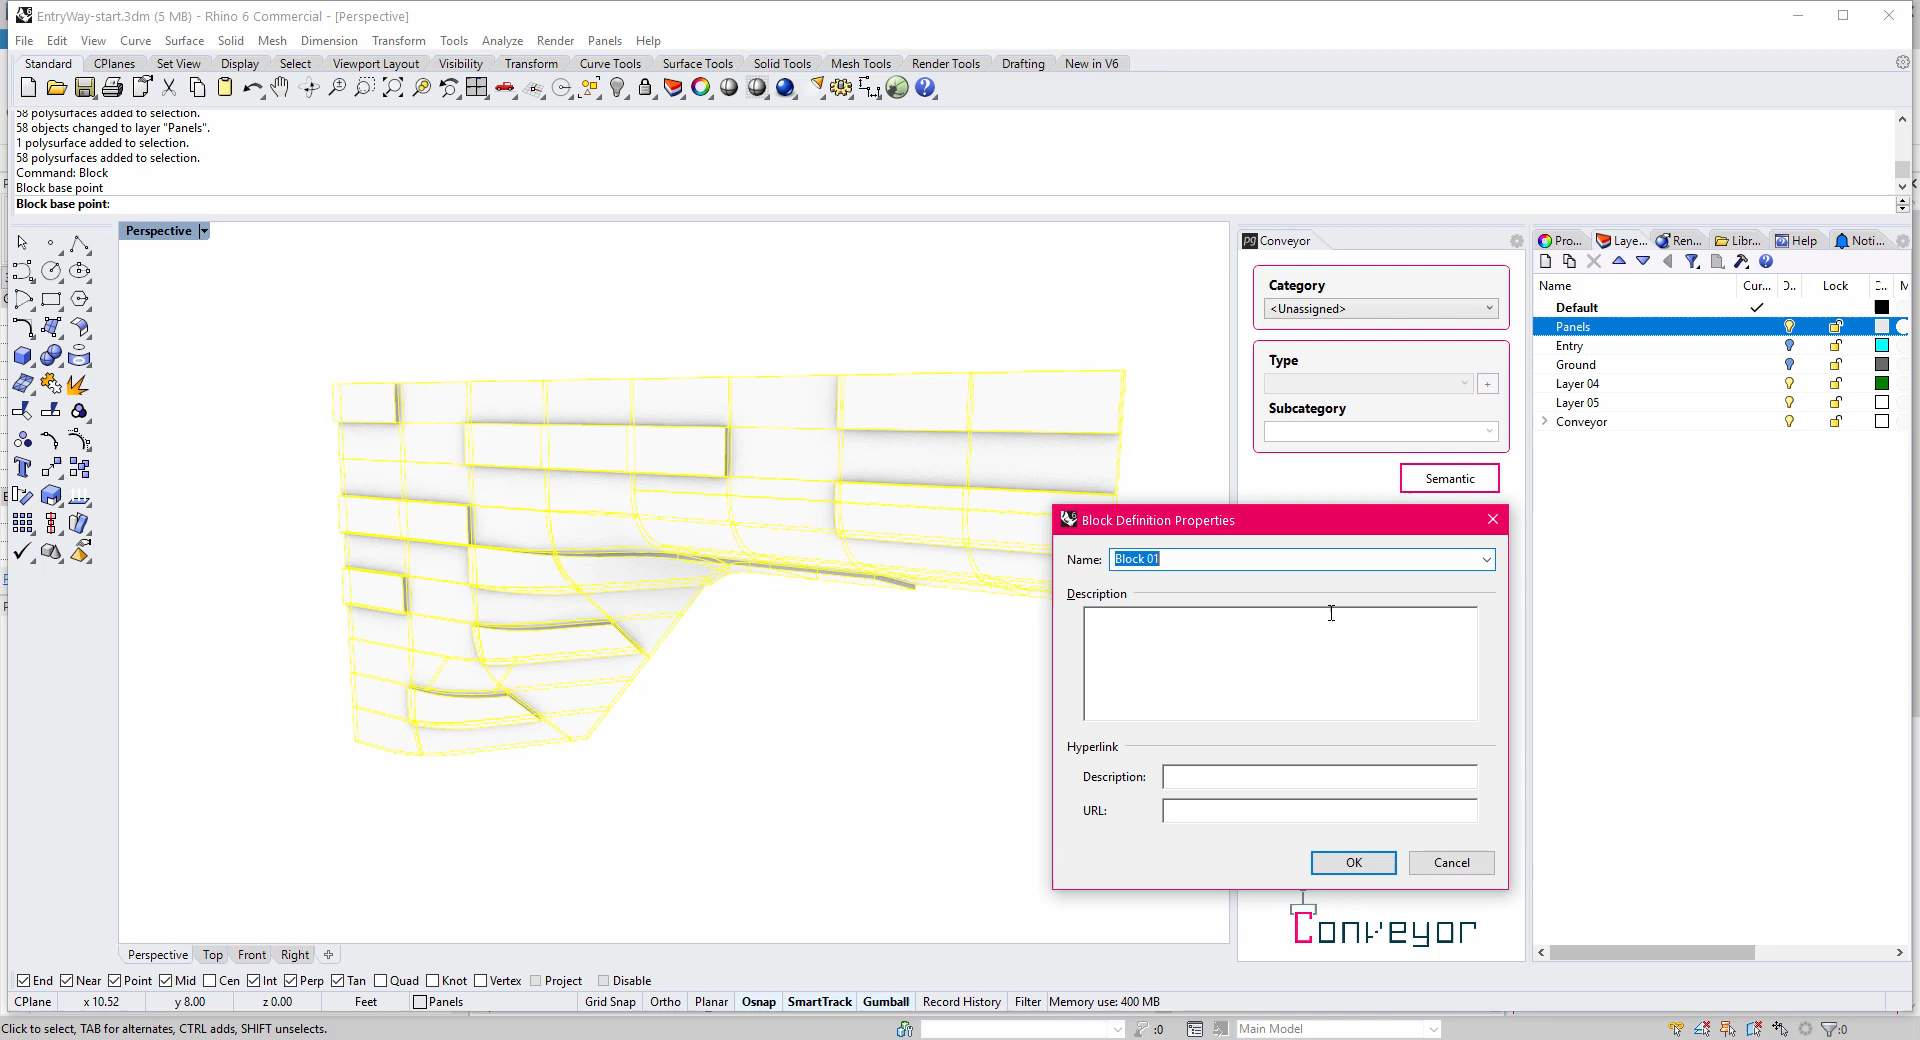 EntryWay-start.3dm (5 MB) - Rhino 6 Commercial - [Perspective]
File Edit View Curve Surface Solid Mesh Dimension Transform Tools Analyze Render Panels Help
Standard CPlanes Set View Display Select Viewport Layout Visibility Transform Curve Tools Surface Tools Solid Tools Mesh Tools Render Tools Drafting New in V6
58 polysurfaces added to selection.
58 objects changed to layer "Panels".
1 polysurface added to selection.
58 polysurfaces added to selection.
Command: Block
Block base point
Block base point:
Perspective
pg Conveyor
Category
<Unassigned>
Type
+
Subcategory
Semantic
Pro... Laye... Ren... Libr... Help Noti...
Name Cur... Lock M
Default
Panels
Entry
Ground
Layer 04
Layer 05
Conveyor
Block Definition Properties
Name: Block 01
Description
Hyperlink
Description:
URL:
OK Cancel
Conveyor
Perspective Top Front Right
End Near Point Mid Cen Int Perp Tan Quad Knot Vertex Project Disable
CPlane x 10.52 y 8.00 z 0.00 Feet Panels Grid Snap Ortho Planar Osnap SmartTrack Gumball Record History Filter Memory use: 400 MB
Click to select, TAB for alternates, CTRL adds, SHIFT unselects. :0 Main Model :0